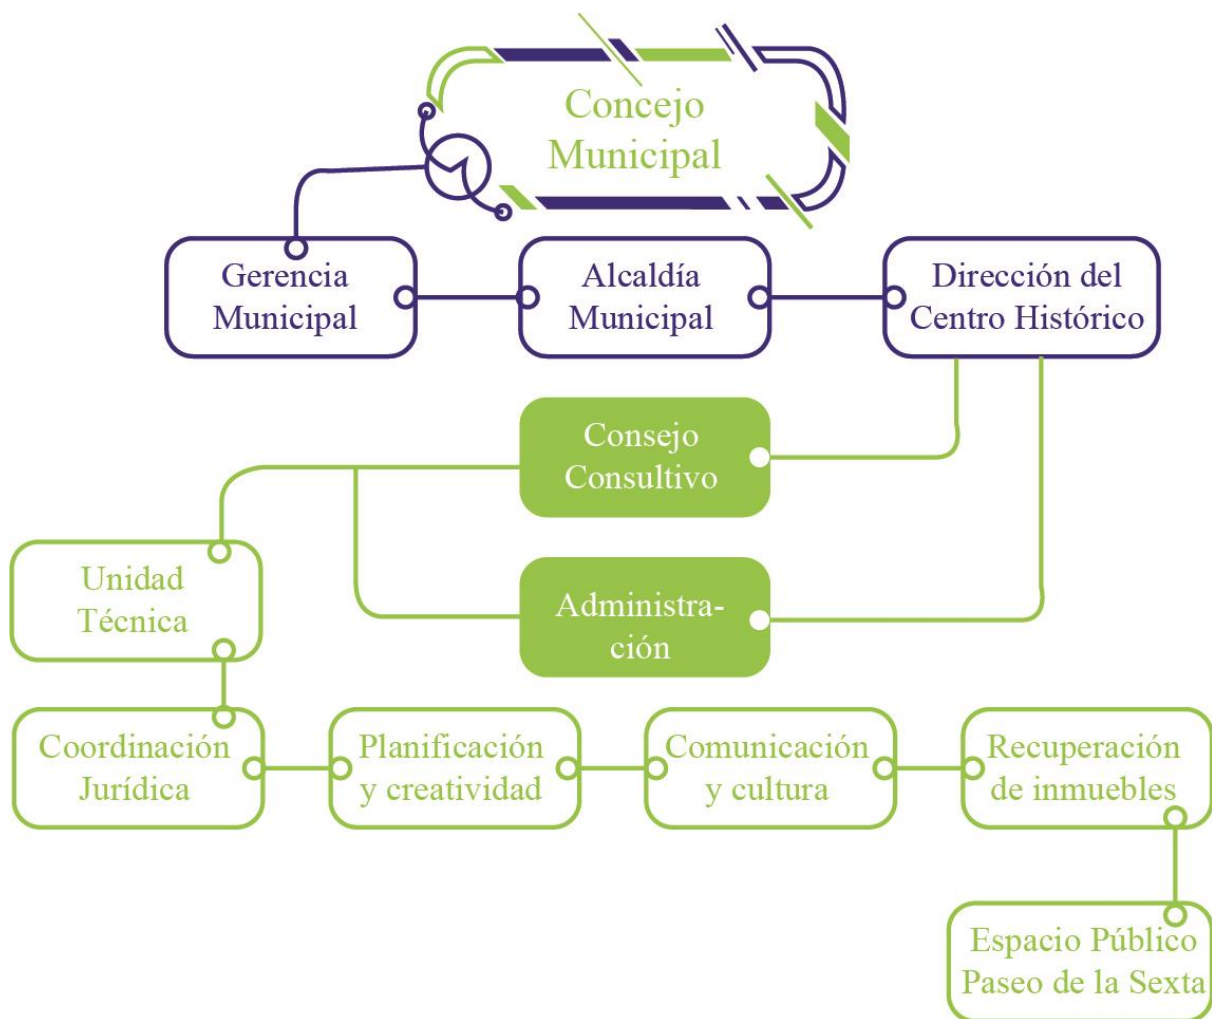 Concejo
Municipal
Gerencia
Municipal
Alcaldía
Municipal
Dirección del
Centro Histórico
Consejo
Consultivo
Administra-
ción
Unidad
Técnica
Coordinación
Jurídica
Planificación
y creatividad
Comunicación
y cultura
Recuperación
de inmuebles
Espacio Público
Paseo de la Sexta